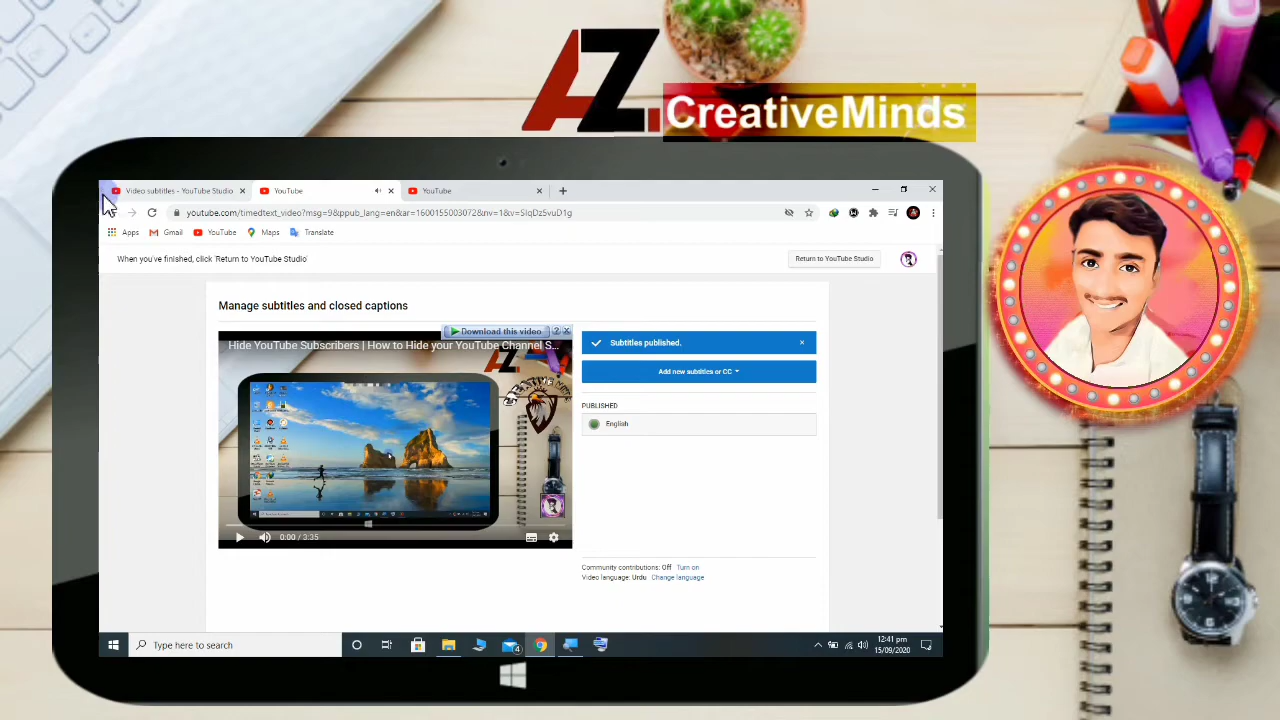 AZ
CreativeMinds
Video subtitles - YouTube Studio
YouTube
YouTube
youtube.com/timedtext_video?msg=9&ppub_lang=en&ar=1600155003072&nv=1&v=SIqDz5vuD1g
Apps
Gmail
YouTube
Maps
Translate
When you've finished, click 'Return to YouTube Studio'
Return to YouTube Studio
Manage subtitles and closed captions
Download this video
Hide YouTube Subscribers | How to Hide your YouTube Channel S...
AZ
Subtitles published.
Add new subtitles or CC
PUBLISHED
English
0:00 / 3:35
Community contributions: Off Turn on
Video language: Urdu Change language
Type here to search
4
12:41 pm
15/09/2020